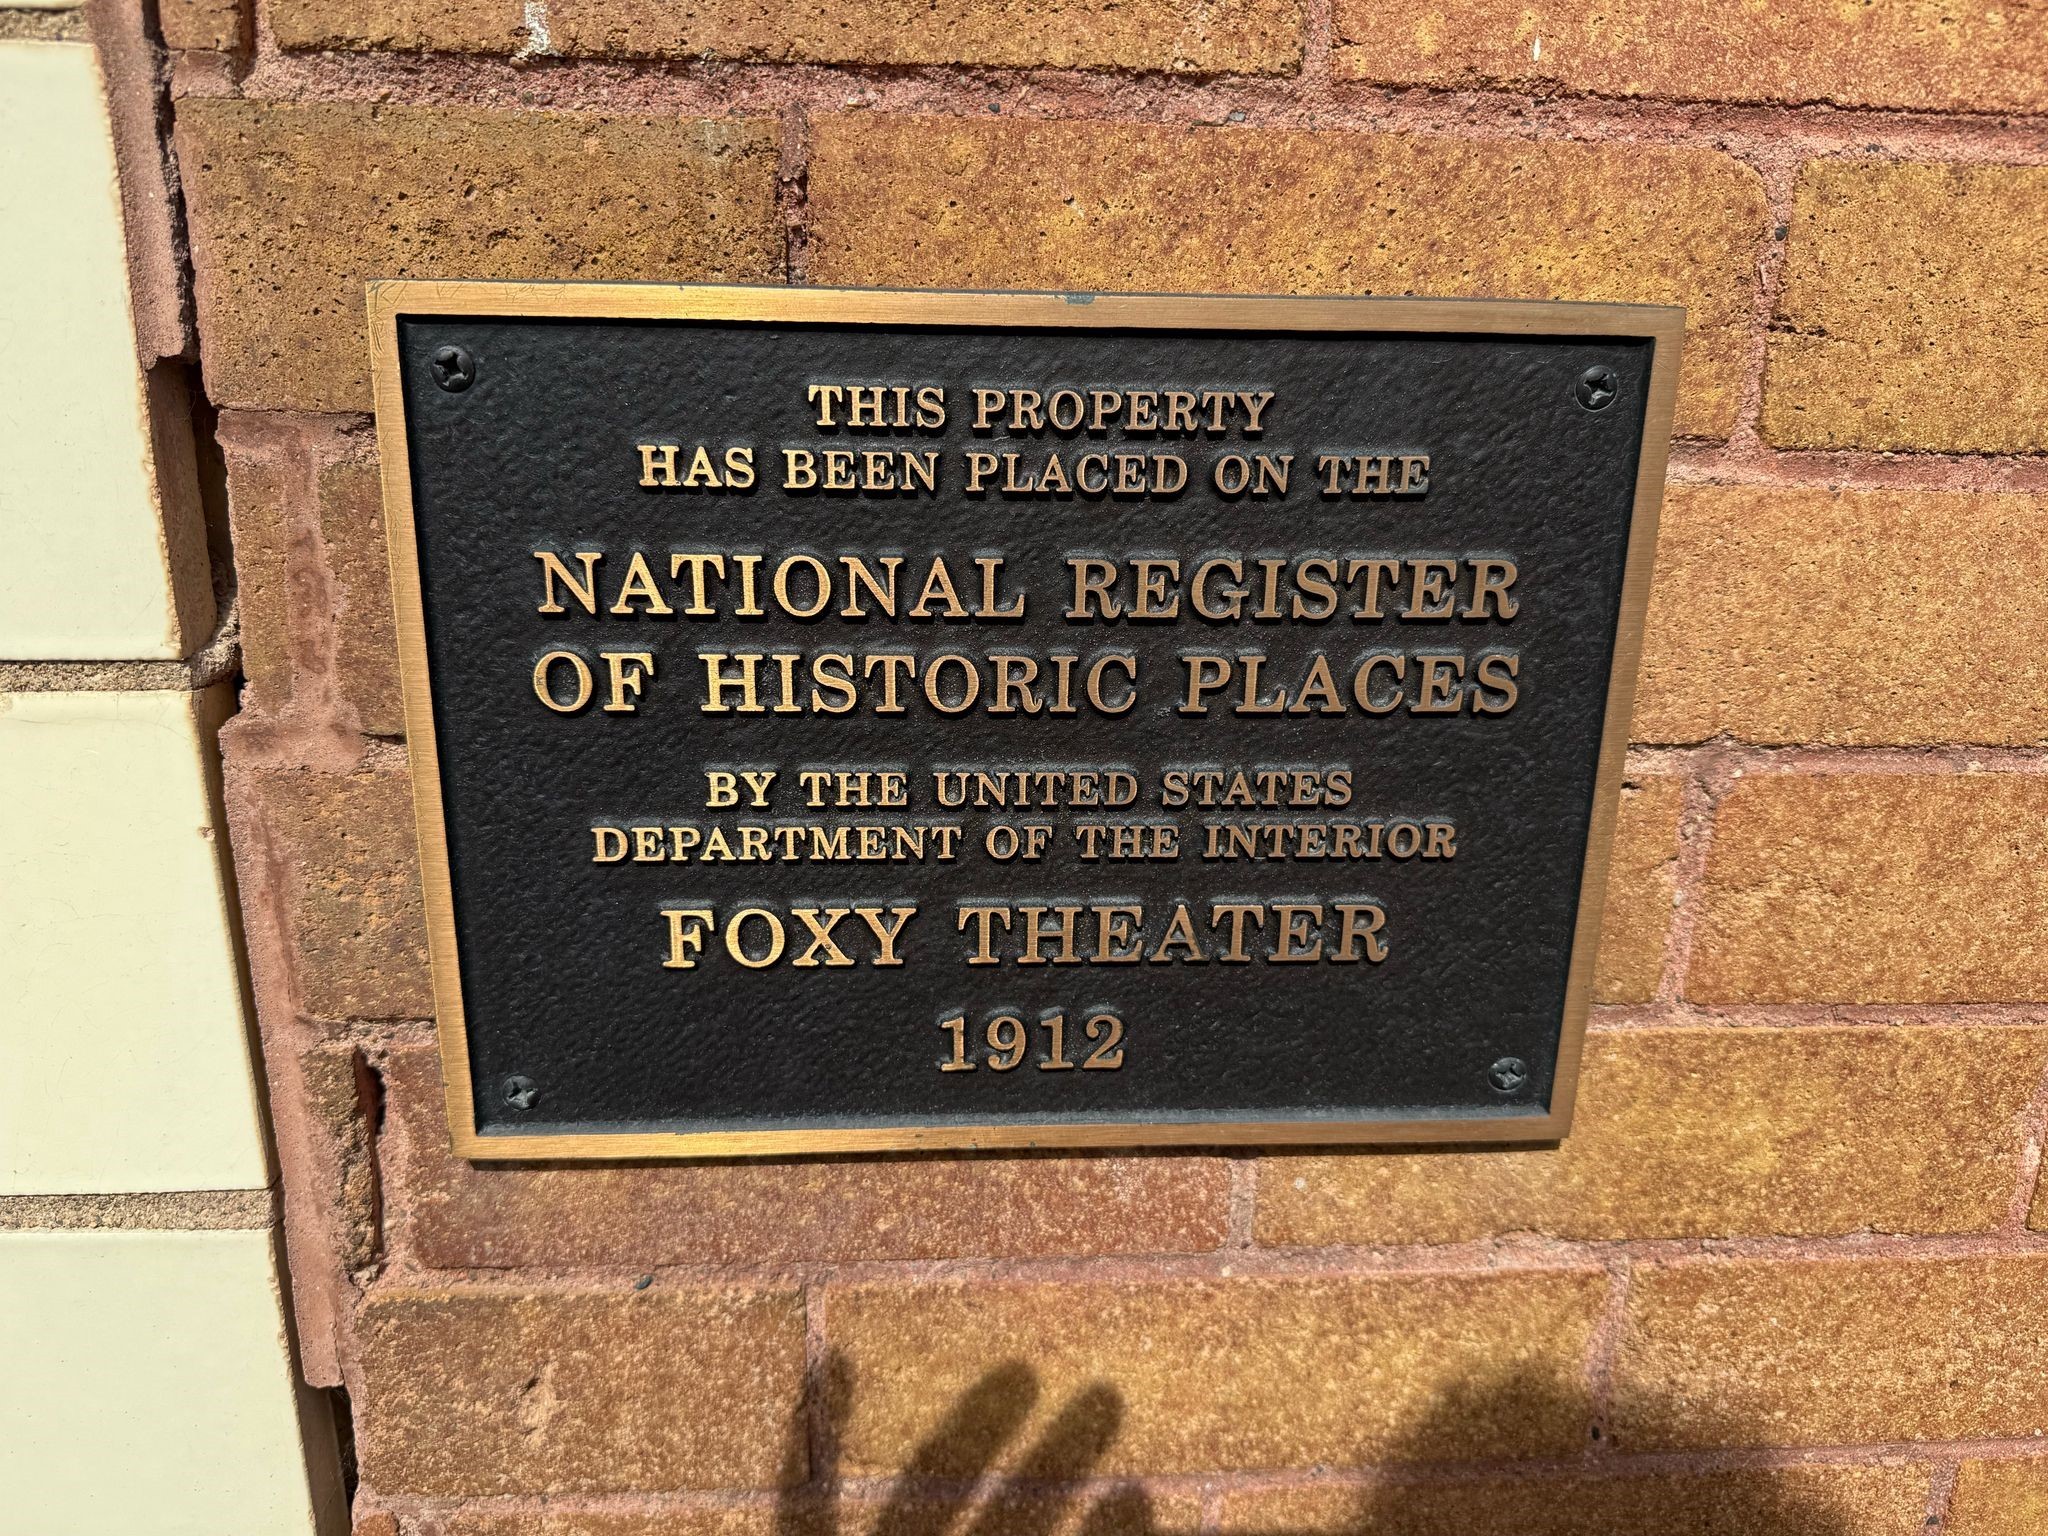 THIS PROPERTY
HAS BEEN PLACED ON THE
NATIONAL REGISTER
OF HISTORIC PLACES
BY THE UNITED STATES
DEPARTMENT OF THE INTERIOR
FOXY THEATER
1912